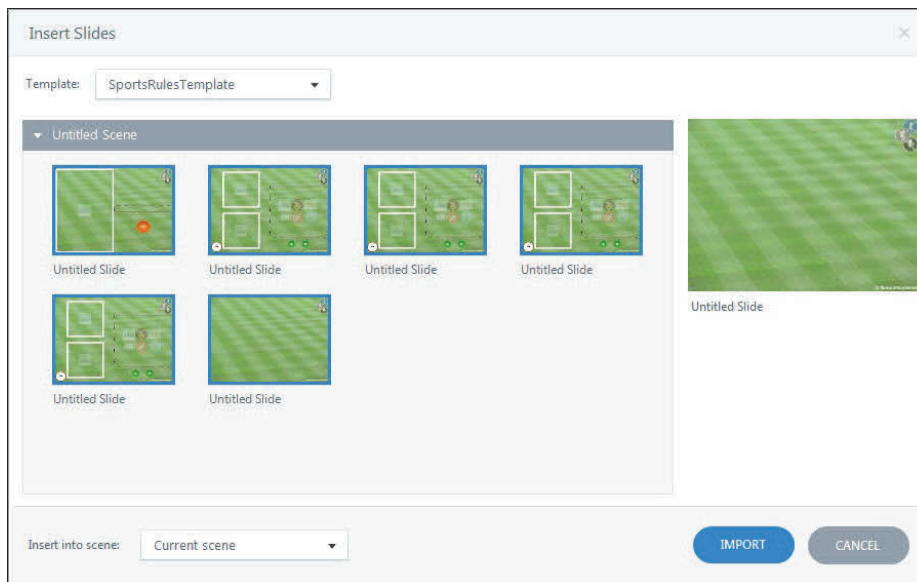 Insert Slides
Template: SportsRulesTemplate
Untitled Scene
Untitled Slide Untitled Slide Untitled Slide Untitled Slide
Untitled Slide
Untitled Slide Untitled Slide
Insert into scene: Current scene IMPORT CANCEL